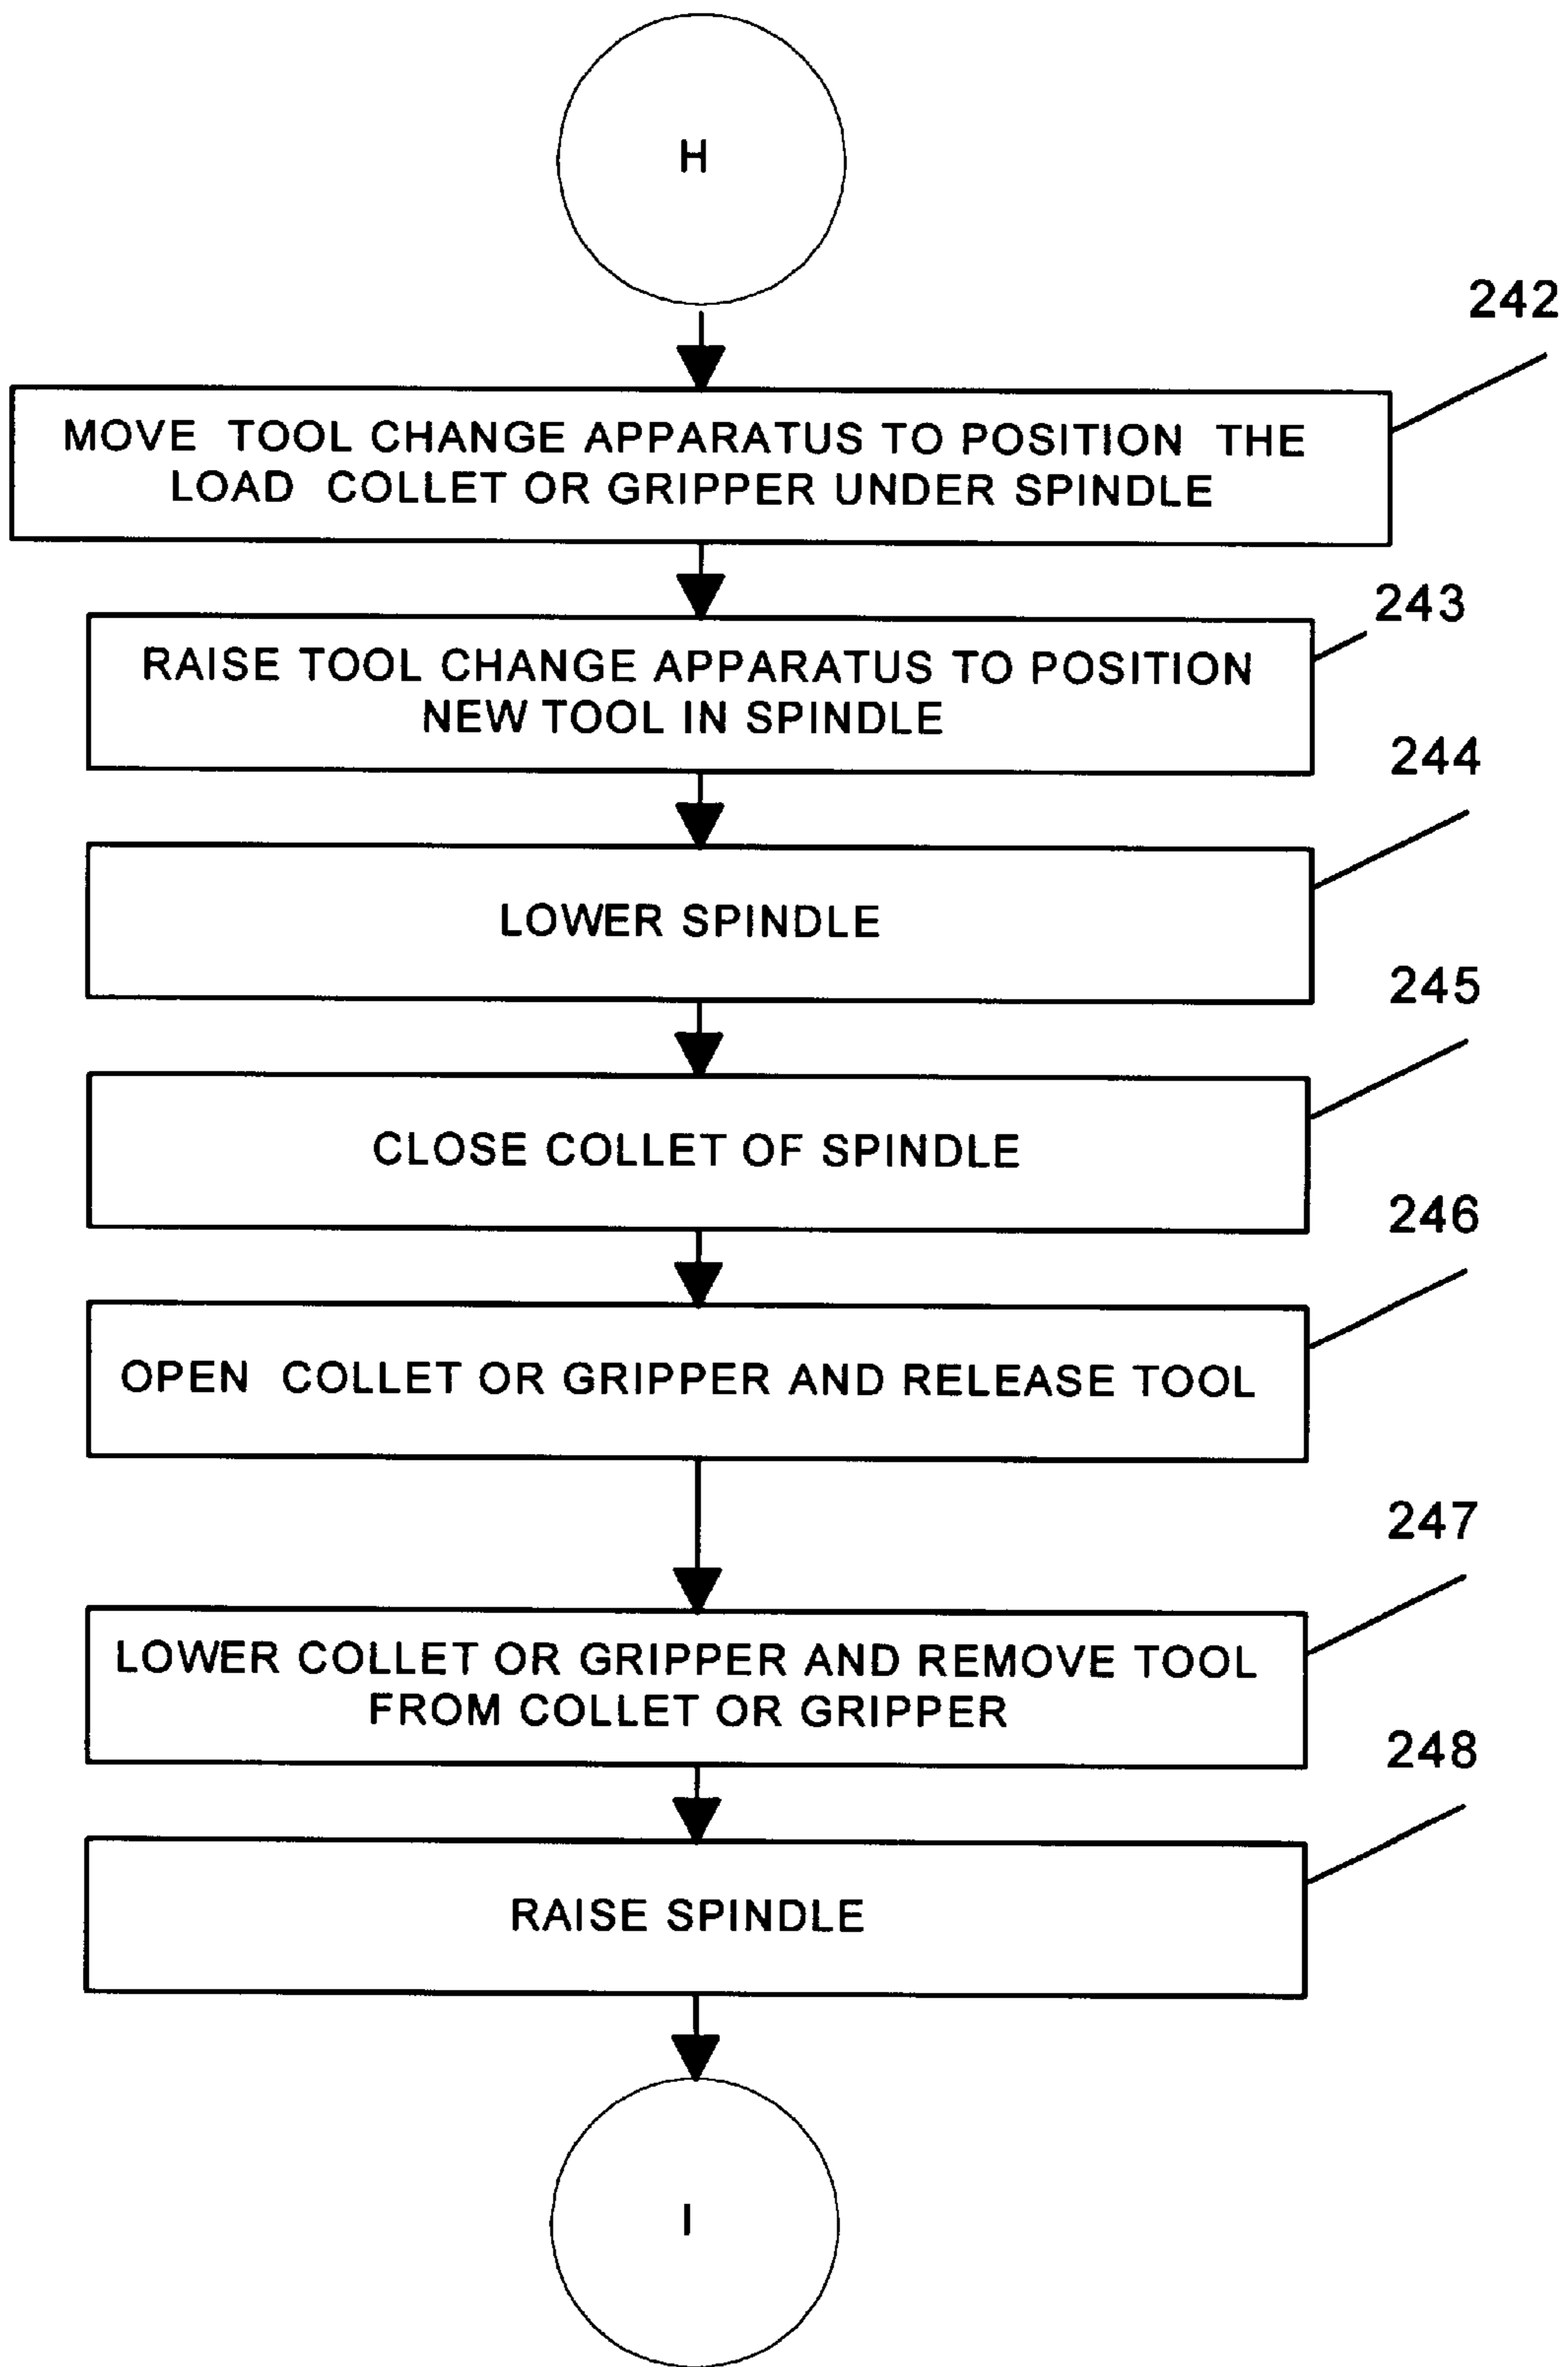 H
242
MOVE TOOL CHANGE APPARATUS TO POSITION THE
LOAD COLLET OR GRIPPER UNDER SPINDLE
243
RAISE TOOL CHANGE APPARATUS TO POSITION
NEW TOOL IN SPINDLE
244
LOWER SPINDLE
245
CLOSE COLLET OF SPINDLE
246
OPEN COLLET OR GRIPPER AND RELEASE TOOL
247
LOWER COLLET OR GRIPPER AND REMOVE TOOL
FROM COLLET OR GRIPPER
248
RAISE SPINDLE
I